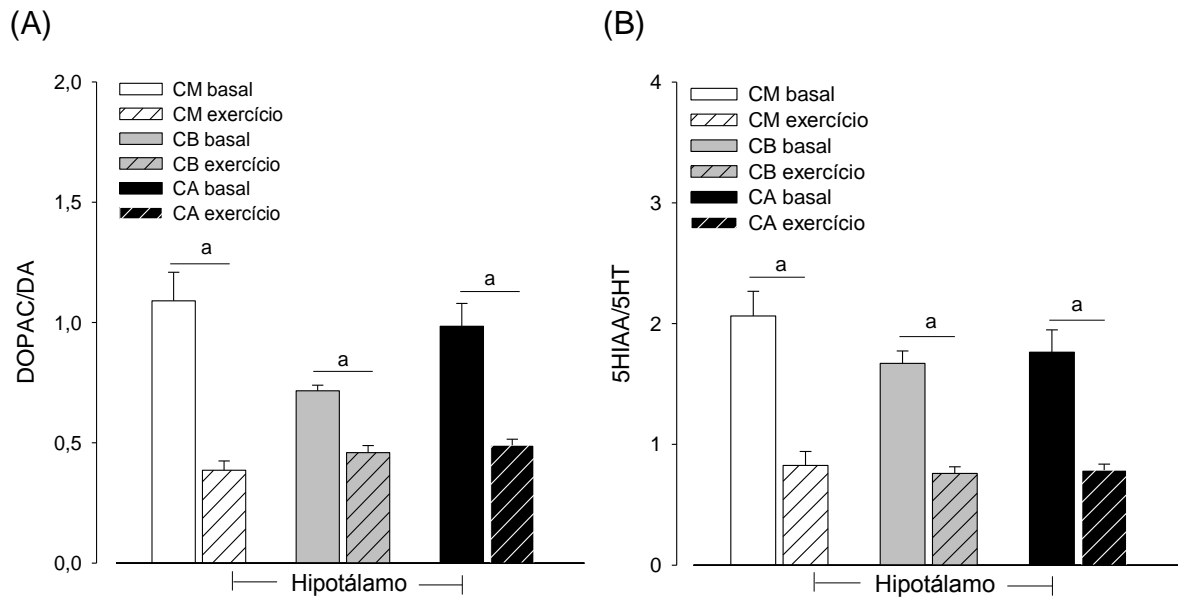 (A)
2,0
1,5
1,0
0,5
0,0
DOPAC/DA
CM basal
CM exercício
CB basal
CB exercício
CA basal
CA exercício
a
a
a
Hipotálamo
(B)
4
3
2
1
0
5HIAA/5HT
CM basal
CM exercício
CB basal
CB exercício
CA basal
CA exercício
a
a
a
Hipotálamo